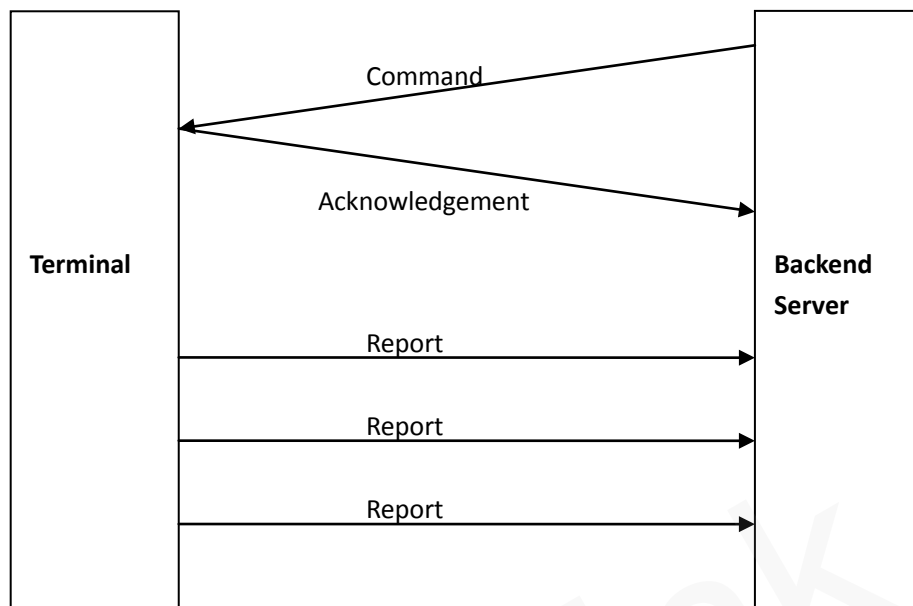 Command
Acknowledgement
Terminal
Backend
Server
Report
Report
Report